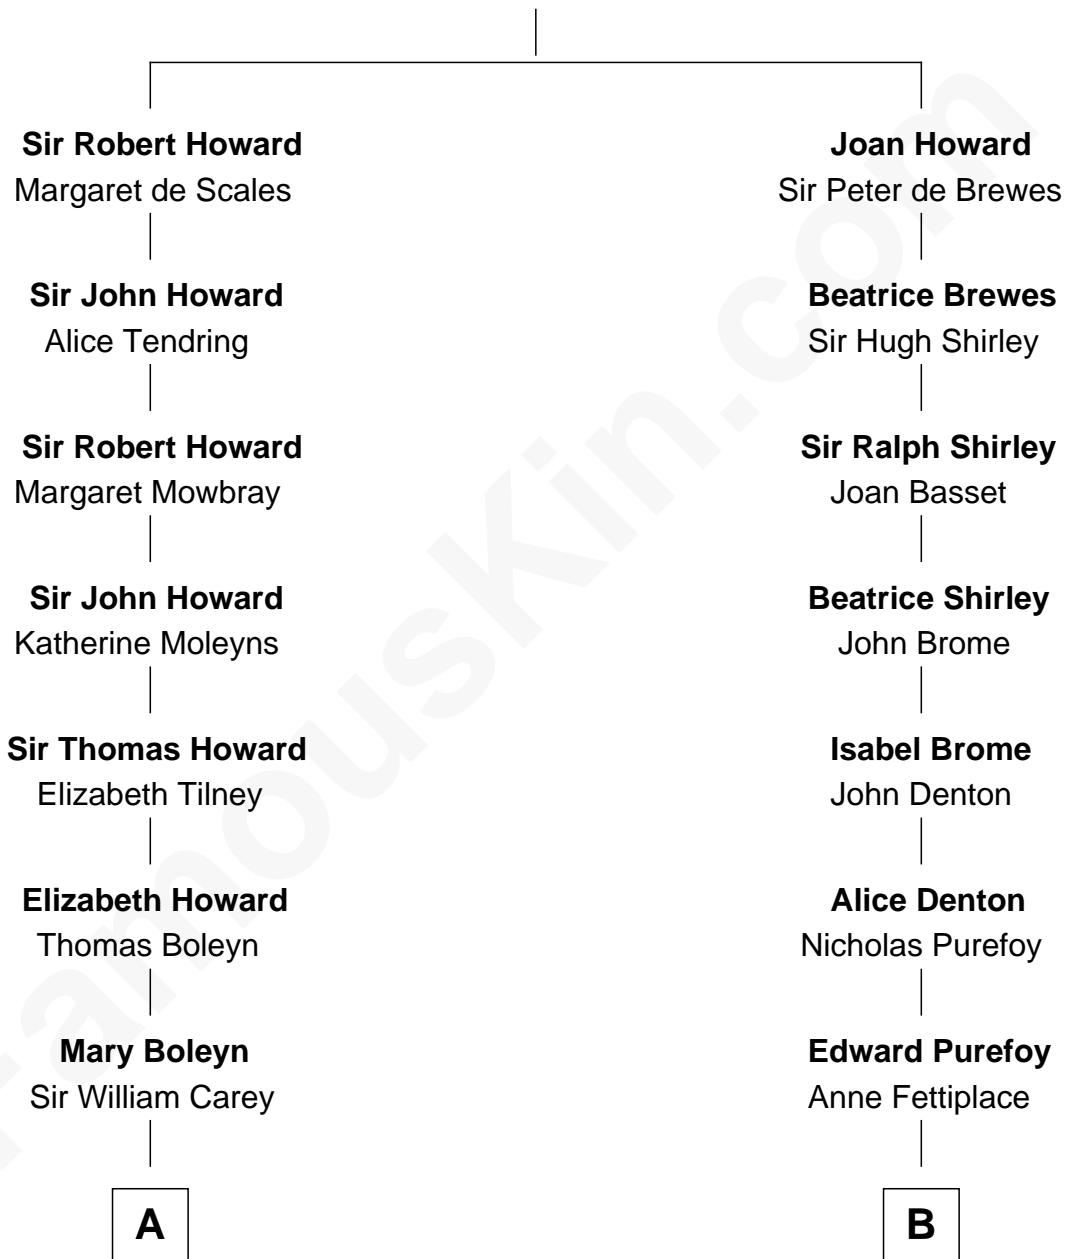 Sir Robert Howard
Margaret de Scales
Sir John Howard
Alice Tendring
Sir Robert Howard
Margaret Mowbray
Sir John Howard
Katherine Moleyns
Sir Thomas Howard
Elizabeth Tilney
Elizabeth Howard
Thomas Boleyn
Mary Boleyn
Sir William Carey
A
Joan Howard
Sir Peter de Brewes
Beatrice Brewes
Sir Hugh Shirley
Sir Ralph Shirley
Joan Basset
Beatrice Shirley
John Brome
Isabel Brome
John Denton
Alice Denton
Nicholas Purefoy
Edward Purefoy
Anne Fettiplace
B
FamousKin.com